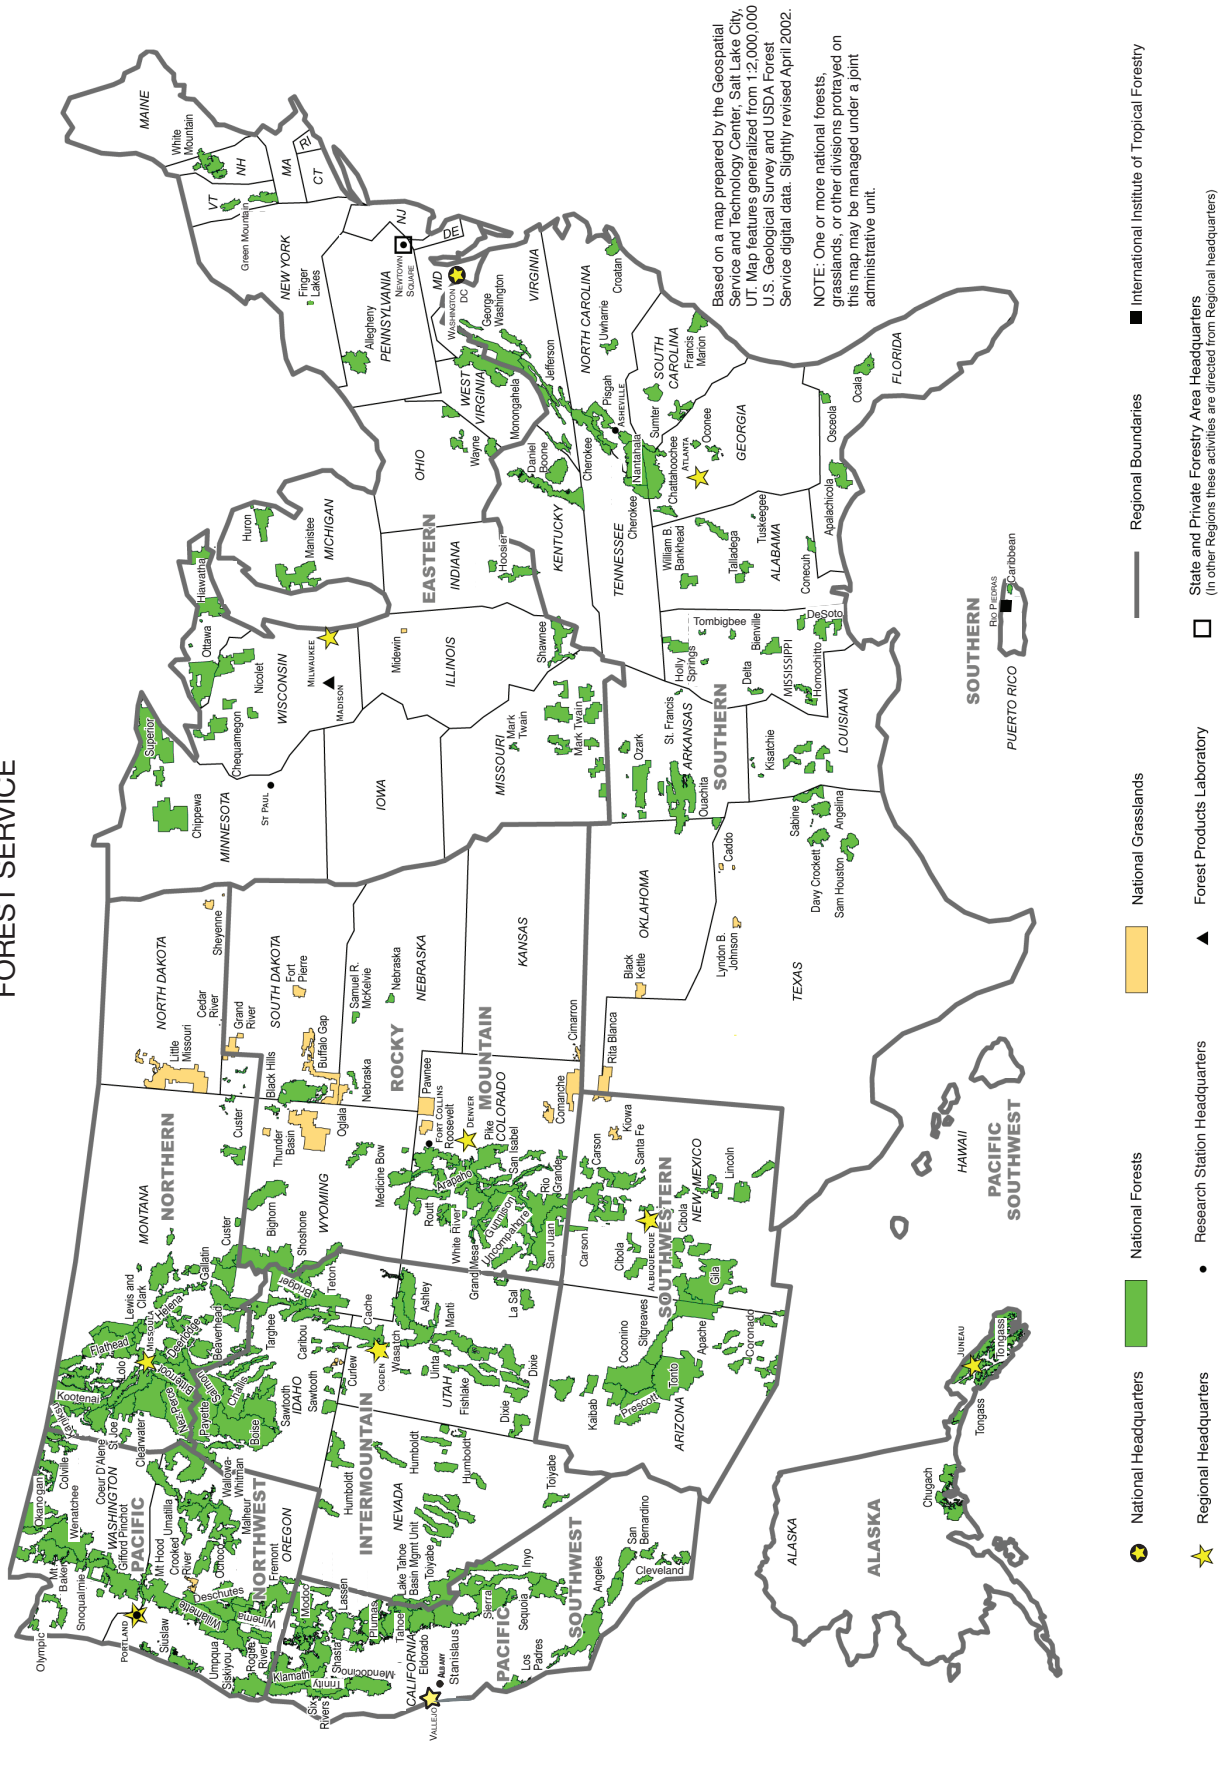 FOREST SERVICE
MAINE
White
Mountain
NH
VT
Green Mountain
MA
RI
CT
NEW YORK
Finger
Lakes
NJ
DE
MD
NEWTOWN
SQUARE
Allegheny
PENNSYLVANIA
WASHINGTON
DC
George
Washington
VIRGINIA
WEST
VIRGINIA
Monongahela
Jefferson
Wayne
OHIO
Daniel
Boone
KENTUCKY
Huron
Manistee
MICHIGAN
Hiawatha
Ottawa
Nicolet
Chequamegon
WISCONSIN
MILWAUKEE
MADISON
EASTERN
INDIANA
Hoosier
Midewin
ILLINOIS
Shawnee
Superior
Chippewa
MINNESOTA
ST PAUL
IOWA
MISSOURI
Mark
Twain
Mark Twain
NORTH CAROLINA
Croatan
Uwharrie
Pisgah
ASHEVILLE
Nantahala
Cherokee
Cherokee
TENNESSEE
SOUTH
CAROLINA
Francis
Marion
Sumter
Chattahoochee
ATLANTA
Oconee
GEORGIA
FLORIDA
Ocala
Osceola
Apalachicola
William B.
Bankhead
Talladega
Tuskeegee
ALABAMA
Conecuh
Tombigbee
Holly
Springs
Bienville
Delta
MISSISSIPPI
DeSoto
Homochitto
St. Francis
Ozark
ARKANSAS
Ouachita
SOUTHERN
Kisatchie
LOUISIANA
Sabine
Angelina
Davy Crockett
Sam Houston
Caddo
Lyndon B.
Johnson
TEXAS
OKLAHOMA
Black
Kettle
Rita Blanca
SOUTHERN
RIO PIEDRAS
Caribbean
PUERTO RICO
NORTH DAKOTA
Sheyenne
Little
Missouri
Cedar
River
Grand
River
SOUTH DAKOTA
Fort
Pierre
Black Hills
Buffalo Gap
Samuel R.
McKelvie
Nebraska
Nebraska
NEBRASKA
Oglala
KANSAS
Cimarron
ROCKY
MOUNTAIN
Pawnee
FORT COLLINS
Roosevelt
DENVER
Pike
COLORADO
San Isabel
Comanche
Arapaho
Routt
White River
Gunnison
Grand Mesa
Uncompahgre
Rio
Grande
San Juan
Thunder
Basin
Medicine Bow
WYOMING
Bighorn
Shoshone
Teton
Bridger
NORTHERN
MONTANA
Custer
Custer
Gallatin
Lewis and
Clark
Helena
MISSOULA
Deerlodge
Beaverhead
Flathead
Lolo
Kootenai
Kaniksu
Bitterroot
Nez Perce
Clearwater
St Joe
Coeur D'Alene
Salmon
Challis
Payette
Boise
Sawtooth
Sawtooth
IDAHO
Targhee
Caribou
Curlew
Cache
OGDEN
Wasatch
Ashley
Uinta
Manti
La Sal
UTAH
Fishlake
Dixie
Dixie
INTERMOUNTAIN
Humboldt
Humboldt
Humboldt
NEVADA
Toiyabe
Lake Tahoe
Basin Mgmt Unit
Toiyabe
SOUTHWESTERN
Carson
Kiowa
Santa Fe
Carson
Cibola
Cibola
ALBUQUERQUE
NEW MEXICO
Lincoln
Gila
Apache
Coronado
Sitgreaves
Coconino
Kaibab
Tonto
Prescott
ARIZONA
Okanogan
Colville
Wenatchee
WASHINGTON
Gifford Pinchot
Mt
Baker
Snoqualmie
Olympic
PACIFIC
NORTHWEST
PORTLAND
Mt Hood
Umatilla
Wallowa-
Whitman
Crooked
River
Ochoco
Malheur
OREGON
Fremont
Deschutes
Willamette
Winema
Siuslaw
Umpqua
Siskiyou
Rogue
River
Klamath
Modoc
Lassen
Shasta
Trinity
Six
Rivers
Mendocino
Plumas
Tahoe
CALIFORNIA
Eldorado
ALBANY
Stanislaus
VALLEJO
Sierra
Sequoia
Inyo
Los
Padres
PACIFIC
SOUTHWEST
Angeles
San
Bernardino
Cleveland
HAWAII
PACIFIC
SOUTHWEST
ALASKA
ALASKA
Chugach
JUNEAU
Tongass
Tongass
Based on a map prepared by the Geospatial
Service and Technology Center, Salt Lake City,
UT. Map features generalized from 1:2,000,000
U.S. Geological Survey and USDA Forest
Service digital data. Slightly revised April 2002.
NOTE: One or more national forests,
grasslands, or other divisions protrayed on
this map may be managed under a joint
administrative unit.
National Headquarters
National Forests
National Grasslands
Regional Boundaries
International Institute of Tropical Forestry
Regional Headquarters
Research Station Headquarters
Forest Products Laboratory
State and Private Forestry Area Headquarters
(In other Regions these activities are directed from Regional headquarters)